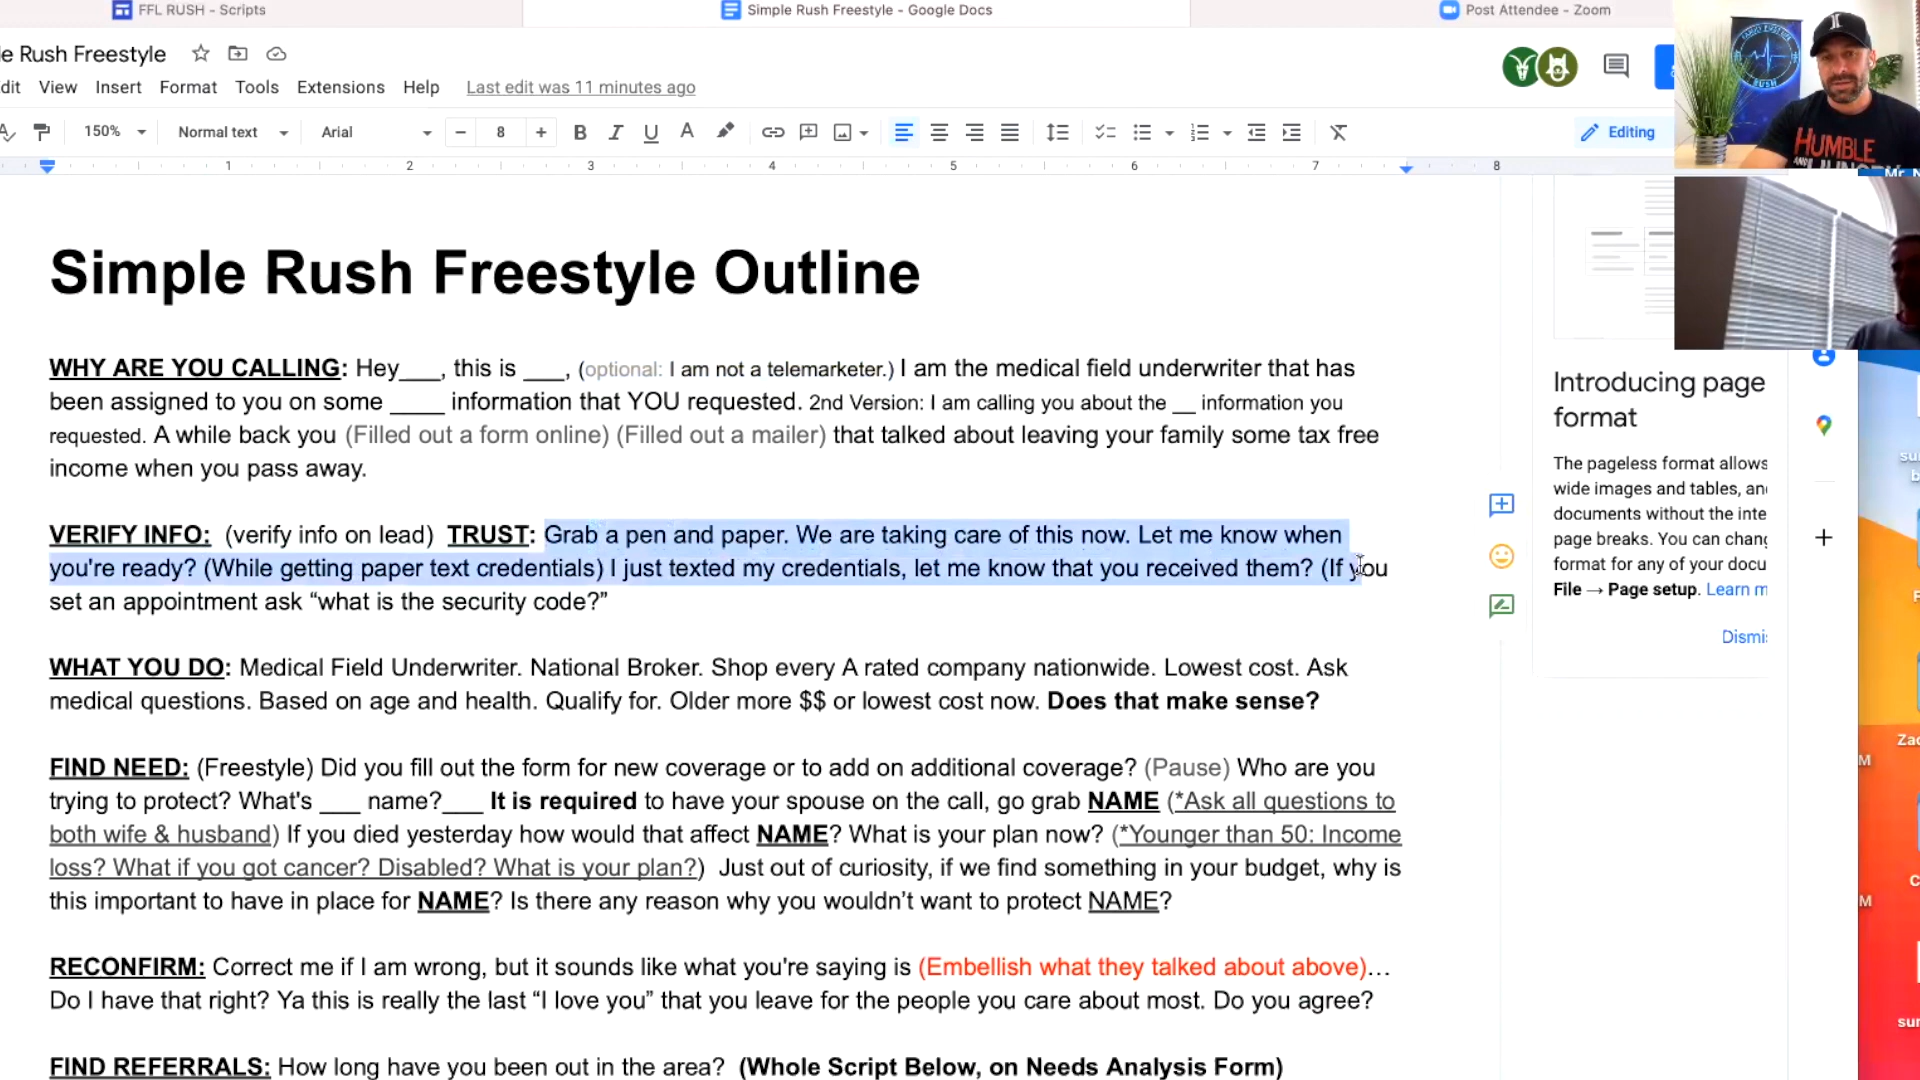 FFL RUSH - Scripts
Simple Rush Freestyle - Google Docs
Post Attendee - Zoom
le Rush Freestyle
dit View Insert Format Tools Extensions Help Last edit was 11 minutes ago
150% Normal text Arial 8 Editing
1 2 3 4 5 6 7 8
HUMBLE
AND HUNGRY
RUSH
Mr. N
Simple Rush Freestyle Outline
WHY ARE YOU CALLING: Hey___, this is ___, (optional: I am not a telemarketer.) I am the medical field underwriter that has
been assigned to you on some ____ information that YOU requested. 2nd Version: I am calling you about the __ information you
requested. A while back you (Filled out a form online) (Filled out a mailer) that talked about leaving your family some tax free
income when you pass away.
VERIFY INFO: (verify info on lead) TRUST: Grab a pen and paper. We are taking care of this now. Let me know when
you're ready? (While getting paper text credentials) I just texted my credentials, let me know that you received them? (If you
set an appointment ask “what is the security code?”
WHAT YOU DO: Medical Field Underwriter. National Broker. Shop every A rated company nationwide. Lowest cost. Ask
medical questions. Based on age and health. Qualify for. Older more $$ or lowest cost now. Does that make sense?
FIND NEED: (Freestyle) Did you fill out the form for new coverage or to add on additional coverage? (Pause) Who are you
trying to protect? What's ___ name?___ It is required to have your spouse on the call, go grab NAME (*Ask all questions to
both wife & husband) If you died yesterday how would that affect NAME? What is your plan now? (*Younger than 50: Income
loss? What if you got cancer? Disabled? What is your plan?) Just out of curiosity, if we find something in your budget, why is
this important to have in place for NAME? Is there any reason why you wouldn’t want to protect NAME?
RECONFIRM: Correct me if I am wrong, but it sounds like what you're saying is (Embellish what they talked about above)…
Do I have that right? Ya this is really the last “I love you” that you leave for the people you care about most. Do you agree?
FIND REFERRALS: How long have you been out in the area? (Whole Script Below, on Needs Analysis Form)
Introducing page
format
The pageless format allows
wide images and tables, and
documents without the inte
page breaks. You can chang
format for any of your docu
File → Page setup. Learn m
Dismi
su
b
Zac
M
C
M
sun